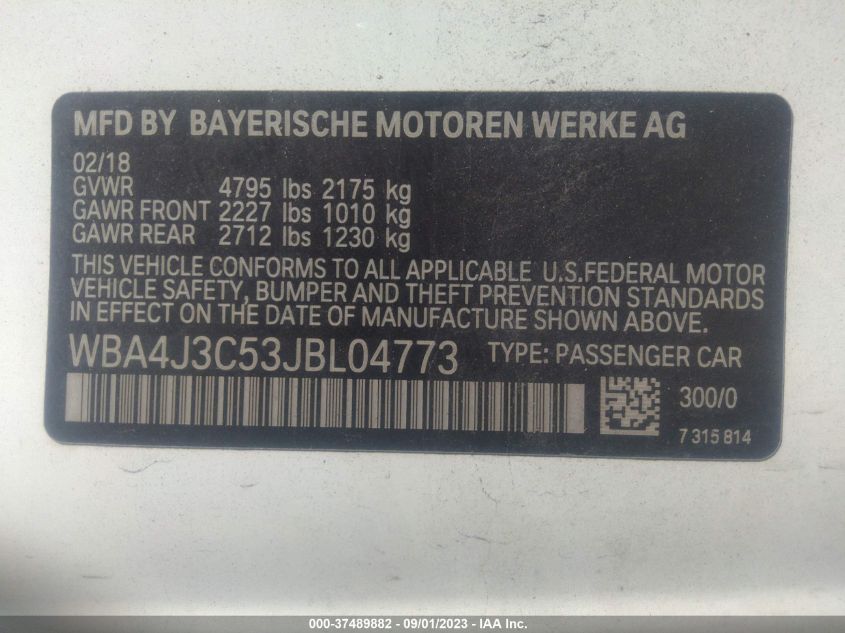 MFD BY BAYERISCHE MOTOREN WERKE AG
02/18
GVWR 4795 lbs 2175 kg
GAWR FRONT 2227 lbs 1010 kg
GAWR REAR 2712 lbs 1230 kg
THIS VEHICLE CONFORMS TO ALL APPLICABLE U.S.FEDERAL MOTOR
VEHICLE SAFETY, BUMPER AND THEFT PREVENTION STANDARDS
IN EFFECT ON THE DATE OF MANUFACTURE SHOWN ABOVE.
WBA4J3C53JBL04773 TYPE: PASSENGER CAR
300/0
7 315 814
000-37489882 - 09/01/2023 - IAA Inc.